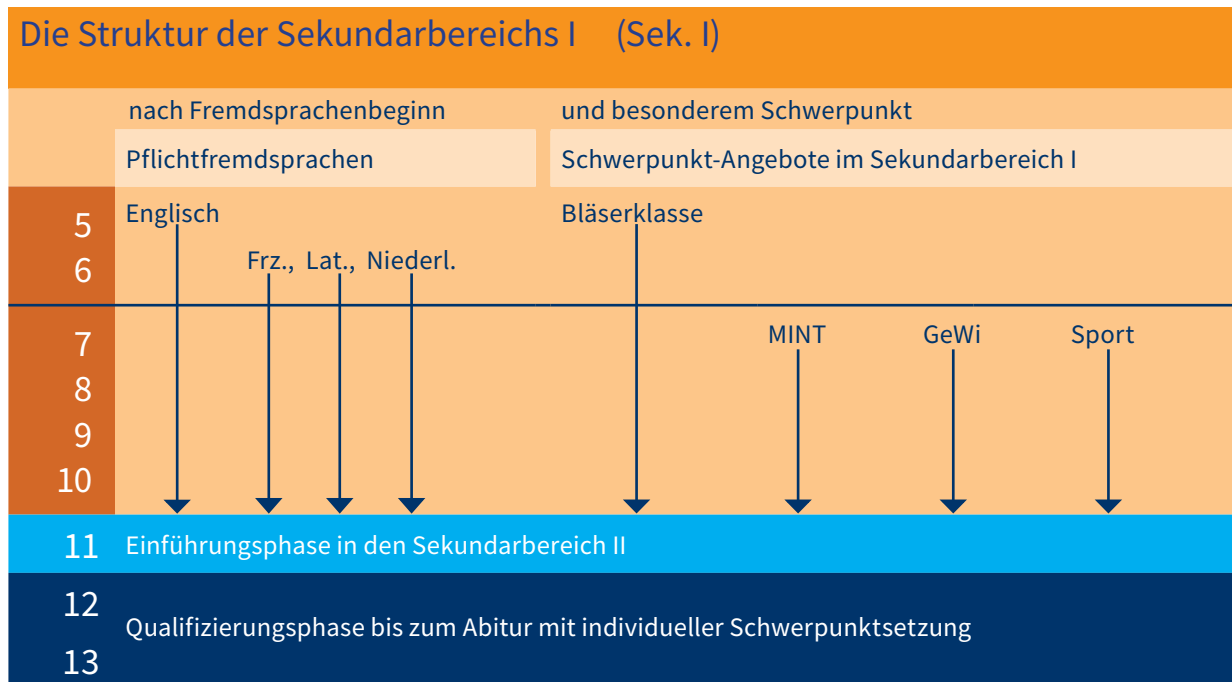 Die Struktur der Sekundarbereichs I (Sek. I)
nach Fremdsprachenbeginn und besonderem Schwerpunkt
Pflichtfremdsprachen Schwerpunkt-Angebote im Sekundarbereich I
5 Englisch Bläserklasse
6 Frz., Lat., Niederl.
7 MINT GeWi Sport
8
9
10
11 Einführungsphase in den Sekundarbereich II
12
Qualifizierungsphase bis zum Abitur mit individueller Schwerpunktsetzung
13